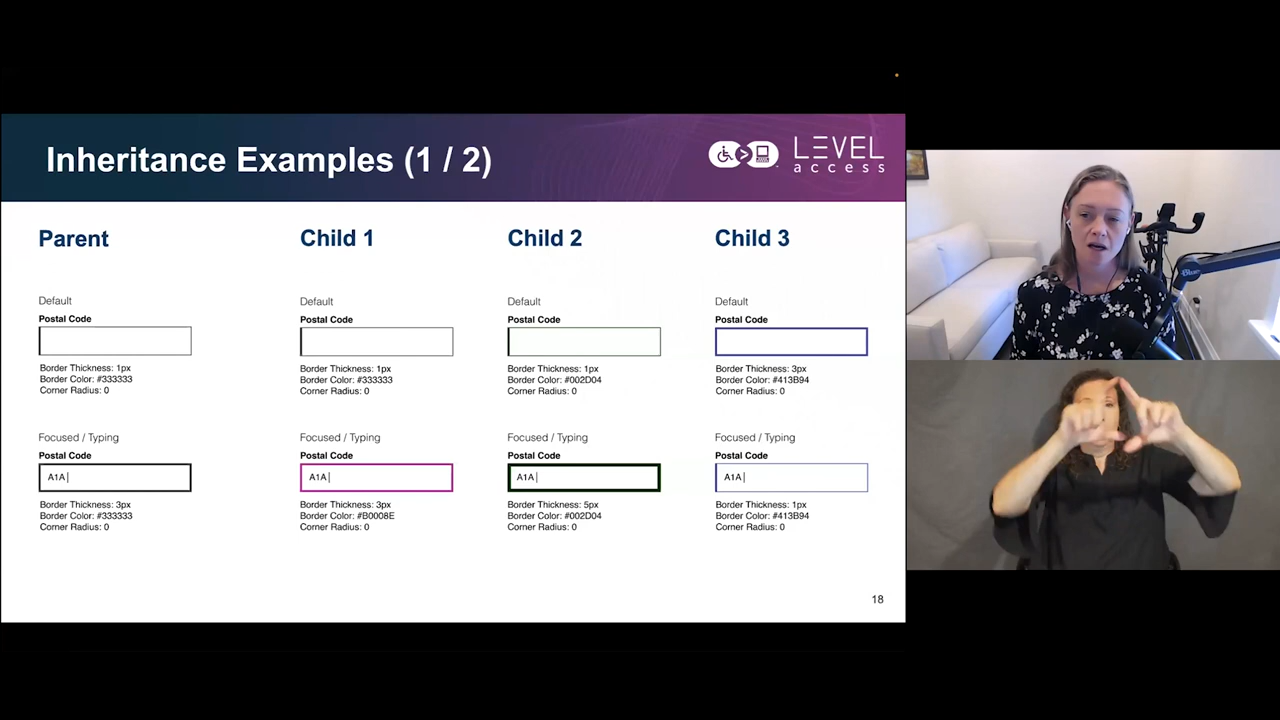 Inheritance Examples (1 / 2)
LEVEL
access
Parent
Default
Postal Code
Border Thickness: 1px
Border Color: #333333
Corner Radius: 0
Focused / Typing
Postal Code
A1A|
Border Thickness: 3px
Border Color: #333333
Corner Radius: 0
Child 1
Default
Postal Code
Border Thickness: 1px
Border Color: #333333
Corner Radius: 0
Focused / Typing
Postal Code
A1A|
Border Thickness: 3px
Border Color: #B0008E
Corner Radius: 0
Child 2
Default
Postal Code
Border Thickness: 1px
Border Color: #002D04
Corner Radius: 0
Focused / Typing
Postal Code
A1A|
Border Thickness: 5px
Border Color: #002D04
Corner Radius: 0
Child 3
Default
Postal Code
Border Thickness: 3px
Border Color: #413B94
Corner Radius: 0
Focused / Typing
Postal Code
A1A|
Border Thickness: 1px
Border Color: #413B94
Corner Radius: 0
18